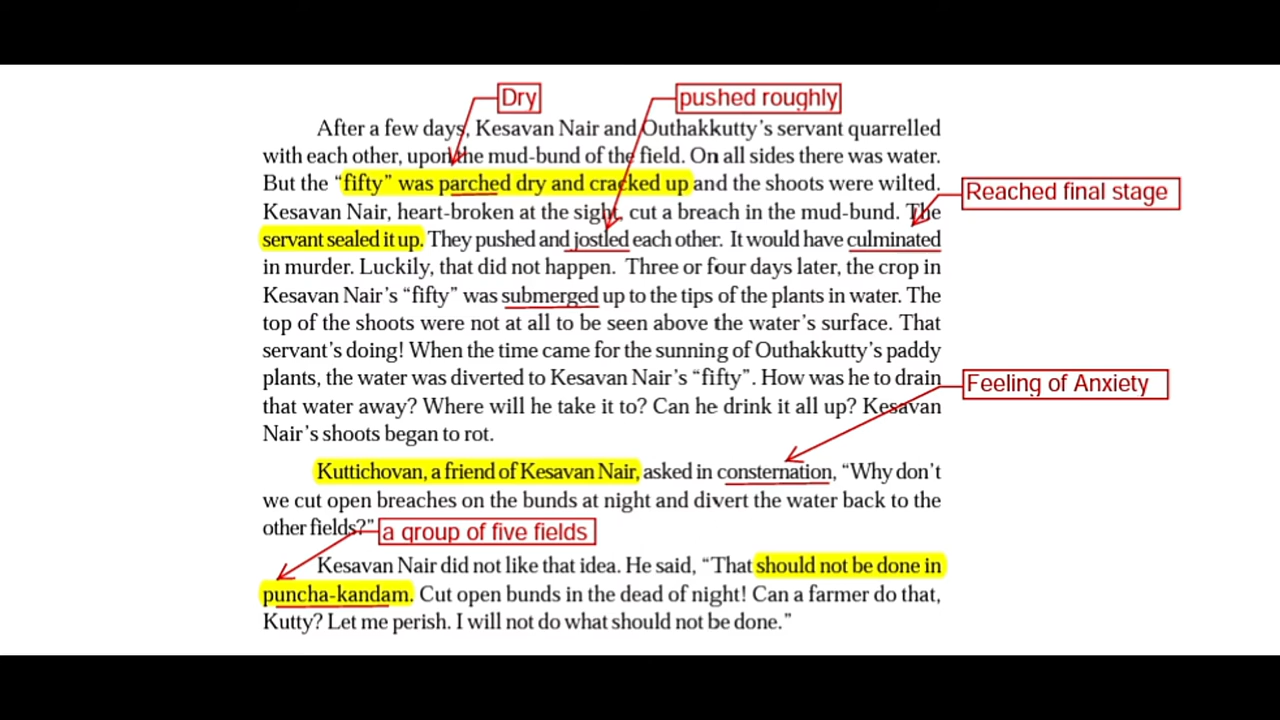 Dry
pushed roughly
After a few days, Kesavan Nair and Outhakkutty's servant quarrelled
with each other, upon the mud-bund of the field. On all sides there was water.
But the "fifty" was parched dry and cracked up and the shoots were wilted.
Reached final stage
Kesavan Nair, heart-broken at the sight, cut a breach in the mud-bund. The
servant sealed it up. They pushed and jostled each other. It would have culminated
in murder. Luckily, that did not happen. Three or four days later, the crop in
Kesavan Nair's "fifty" was submerged up to the tips of the plants in water. The
top of the shoots were not at all to be seen above the water's surface. That
servant's doing! When the time came for the sunning of Outhakkutty's paddy
plants, the water was diverted to Kesavan Nair's "fifty". How was he to drain
Feeling of Anxiety
that water away? Where will he take it to? Can he drink it all up? Kesavan
Nair's shoots began to rot.
Kuttichovan, a friend of Kesavan Nair, asked in consternation, "Why don't
we cut open breaches on the bunds at night and divert the water back to the
other fields?"
a group of five fields
Kesavan Nair did not like that idea. He said, "That should not be done in
puncha-kandam. Cut open bunds in the dead of night! Can a farmer do that,
Kutty? Let me perish. I will not do what should not be done."